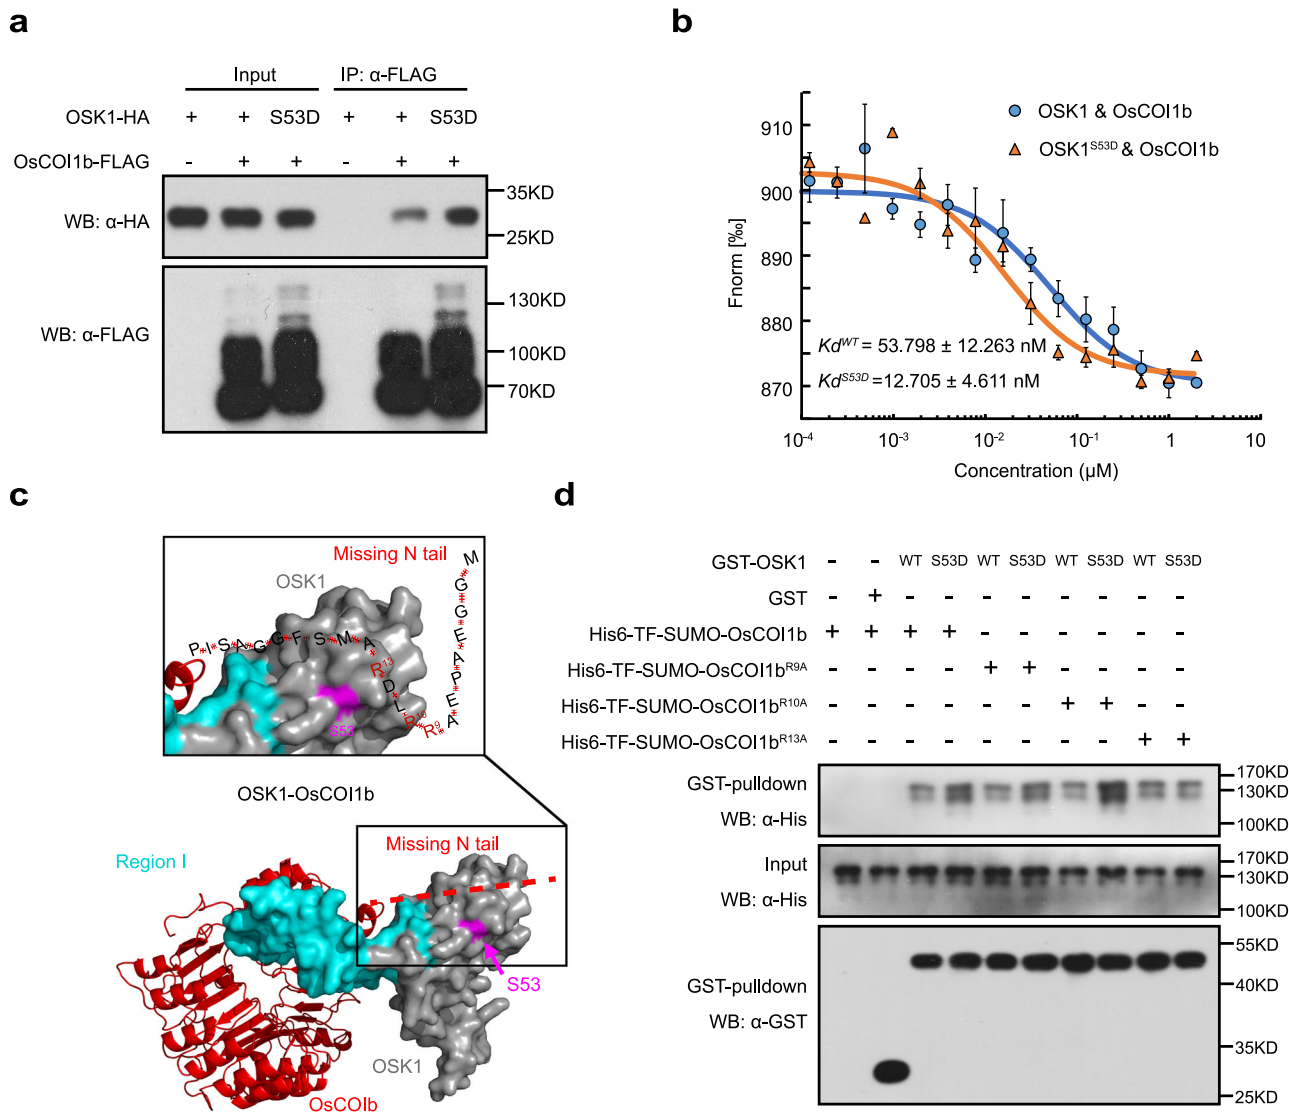 a
Input IP: α-FLAG
OSK1-HA + + S53D + + S53D
OsCOI1b-FLAG - + + - + +
WB: α-HA
35KD
25KD
WB: α-FLAG
130KD
100KD
70KD
b
OSK1 & OsCOI1b
OSK1S53D & OsCOI1b
Fnorm [‰]
910
900
890
880
870
KdWT = 53.798 ± 12.263 nM
KdS53D =12.705 ± 4.611 nM
10-4 10-3 10-2 10-1 1 10
Concentration (µM)
c
Missing N tail
OSK1
M
G
G
E
A
P
E
A
R9
R10
L
D
R13
A
M
S
F
G
G
A
S
I
P
S53
OSK1-OsCOI1b
Region I
Missing N tail
S53
OSK1
OsCOIb
d
GST-OSK1 - - WT S53D WT S53D WT S53D WT S53D
GST - + - - - - - - - -
His6-TF-SUMO-OsCOI1b + + + + - - - - - -
His6-TF-SUMO-OsCOI1bR9A - - - - + + - - - -
His6-TF-SUMO-OsCOI1bR10A - - - - - - + + - -
His6-TF-SUMO-OsCOI1bR13A - - - - - - - - + +
GST-pulldown
WB: α-His
170KD
130KD
100KD
Input
WB: α-His
170KD
130KD
100KD
GST-pulldown
WB: α-GST
55KD
40KD
35KD
25KD